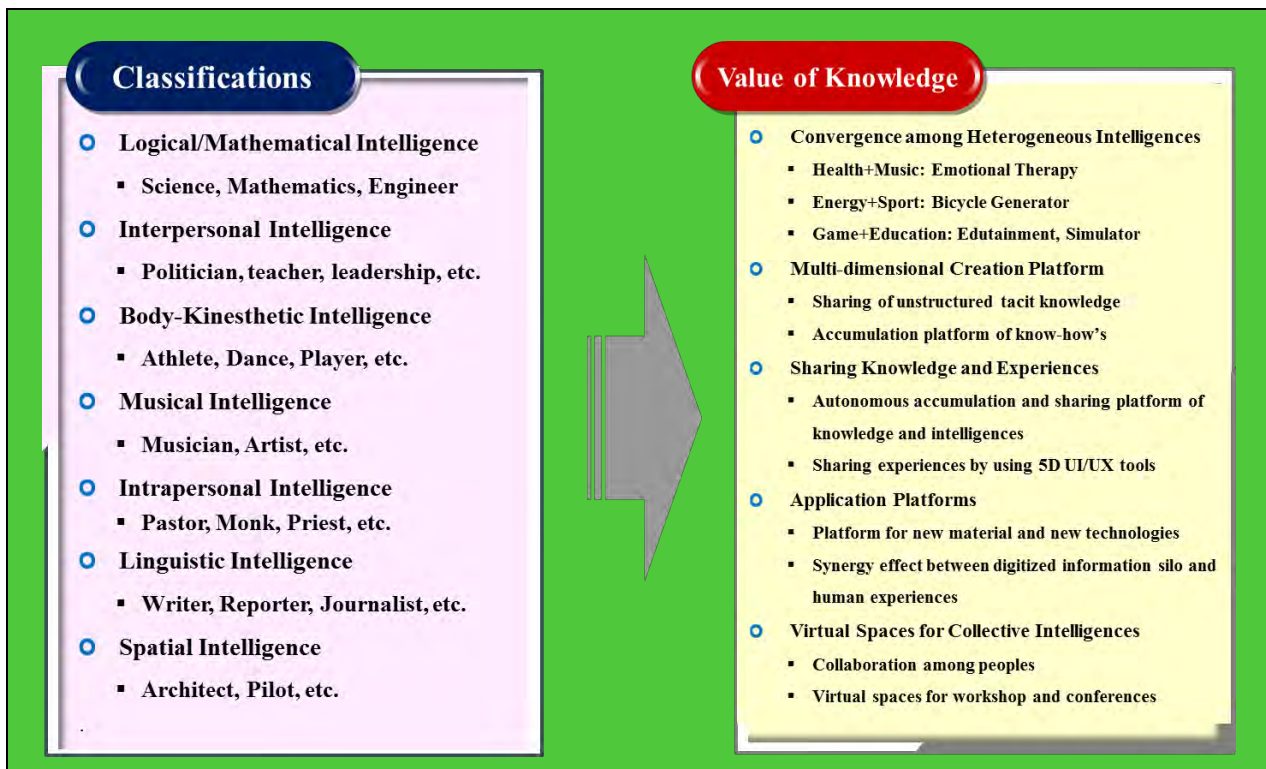 Classifications
Logical/Mathematical Intelligence
Science, Mathematics, Engineer
Interpersonal Intelligence
Politician, teacher, leadership, etc.
Body-Kinesthetic Intelligence
Athlete, Dance, Player, etc.
Musical Intelligence
Musician, Artist, etc.
Intrapersonal Intelligence
Pastor, Monk, Priest, etc.
Linguistic Intelligence
Writer, Reporter, Journalist, etc.
Spatial Intelligence
Architect, Pilot, etc.
.
Value of Knowledge
Convergence among Heterogeneous Intelligences
Health+Music: Emotional Therapy
Energy+Sport: Bicycle Generator
Game+Education: Edutainment, Simulator
Multi-dimensional Creation Platform
Sharing of unstructured tacit knowledge
Accumulation platform of know-how's
Sharing Knowledge and Experiences
Autonomous accumulation and sharing platform of
knowledge and intelligences
Sharing experiences by using 5D UI/UX tools
Application Platforms
Platform for new material and new technologies
Synergy effect between digitized information silo and
human experiences
Virtual Spaces for Collective Intelligences
Collaboration among peoples
Virtual spaces for workshop and conferences